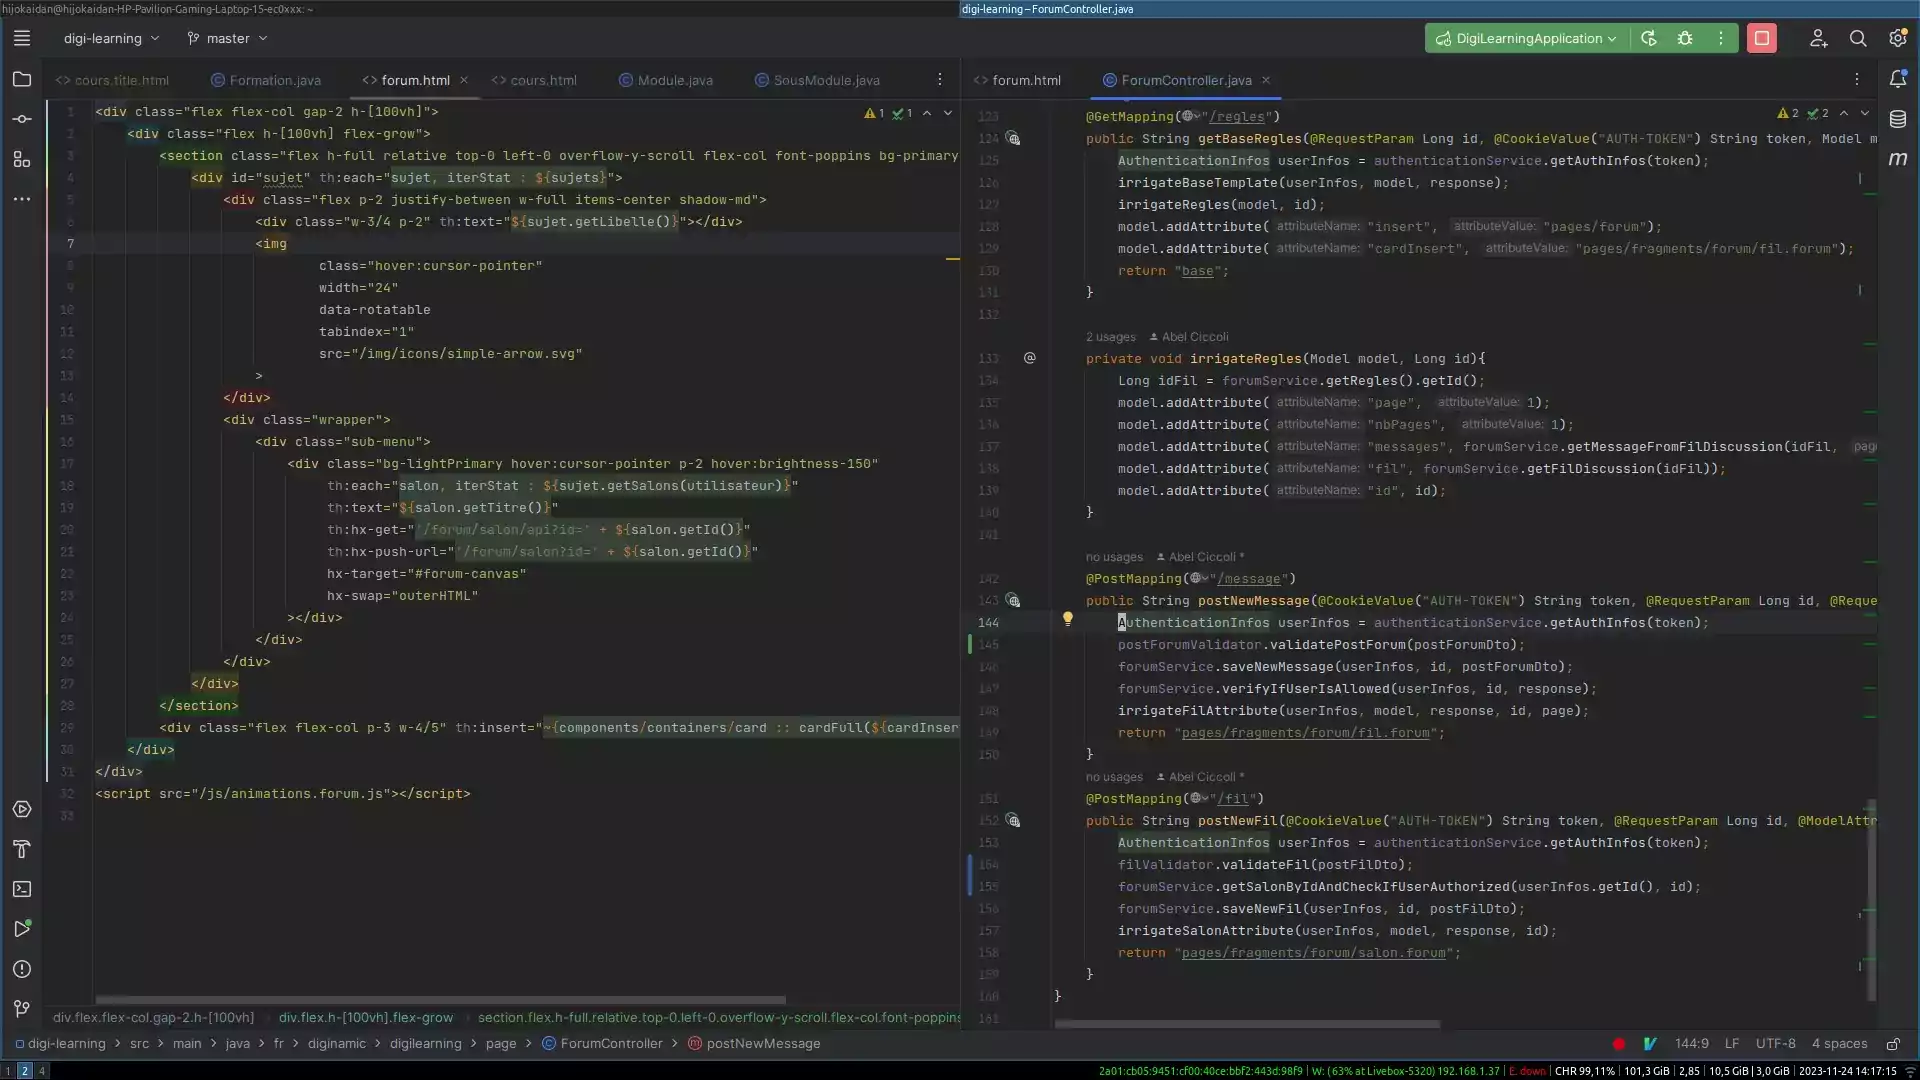 hijokaidan@hijokaidan-HP-Pavilion-Gaming-Laptop-15-ec0xxx: ~
digi-learning – ForumController.java
digi-learning
master
DigiLearningApplication
cours.title.html
Formation.java
forum.html
cours.html
Module.java
SousModule.java
1 <div class="flex flex-col gap-2 h-[100vh]">
2 <div class="flex h-[100vh] flex-grow">
3 <section class="flex h-full relative top-0 left-0 overflow-y-scroll flex-col font-poppins bg-primary
4 <div id="sujet" th:each="sujet, iterStat : ${sujets}">
5 <div class="flex p-2 justify-between w-full items-center shadow-md">
6 <div class="w-3/4 p-2" th:text="${sujet.getLibelle()}"></div>
7 <img
8 class="hover:cursor-pointer"
9 width="24"
10 data-rotatable
11 tabindex="1"
12 src="/img/icons/simple-arrow.svg"
13 >
14 </div>
15 <div class="wrapper">
16 <div class="sub-menu">
17 <div class="bg-lightPrimary hover:cursor-pointer p-2 hover:brightness-150"
18 th:each="salon, iterStat : ${sujet.getSalons(utilisateur)}"
19 th:text="${salon.getTitre()}"
20 th:hx-get="'/forum/salon/api?id=' + ${salon.getId()}"
21 th:hx-push-url="'/forum/salon?id=' + ${salon.getId()}"
22 hx-target="#forum-canvas"
23 hx-swap="outerHTML"
24 ></div>
25 </div>
26 </div>
27 </div>
28 </section>
29 <div class="flex flex-col p-3 w-4/5" th:insert="~{components/containers/card :: cardFull(${cardInser
30 </div>
31 </div>
32 <script src="/js/animations.forum.js"></script>
33
1 1
div.flex.flex-col.gap-2.h-[100vh] div.flex.h-[100vh].flex-grow section.flex.h-full.relative.top-0.left-0.overflow-y-scroll.flex-col.font-poppins
forum.html
ForumController.java
2 2
123 @GetMapping("/regles")
124 public String getBaseRegles(@RequestParam Long id, @CookieValue("AUTH-TOKEN") String token, Model m
125 AuthenticationInfos userInfos = authenticationService.getAuthInfos(token);
126 irrigateBaseTemplate(userInfos, model, response);
127 irrigateRegles(model, id);
128 model.addAttribute( attributeName: "insert", attributeValue: "pages/forum");
129 model.addAttribute( attributeName: "cardInsert", attributeValue: "pages/fragments/forum/fil.forum");
130 return "base";
131 }
132
2 usages Abel Ciccoli
133 @ private void irrigateRegles(Model model, Long id){
134 Long idFil = forumService.getRegles().getId();
135 model.addAttribute( attributeName: "page", attributeValue: 1);
136 model.addAttribute( attributeName: "nbPages", attributeValue: 1);
137 model.addAttribute( attributeName: "messages", forumService.getMessageFromFilDiscussion(idFil, page
138 model.addAttribute( attributeName: "fil", forumService.getFilDiscussion(idFil));
139 model.addAttribute( attributeName: "id", id);
140 }
141
no usages Abel Ciccoli *
142 @PostMapping("/message")
143 public String postNewMessage(@CookieValue("AUTH-TOKEN") String token, @RequestParam Long id, @Reque
144 AuthenticationInfos userInfos = authenticationService.getAuthInfos(token);
145 postForumValidator.validatePostForum(postForumDto);
146 forumService.saveNewMessage(userInfos, id, postForumDto);
147 forumService.verifyIfUserIsAllowed(userInfos, id, response);
148 irrigateFilAttribute(userInfos, model, response, id, page);
149 return "pages/fragments/forum/fil.forum";
150 }
no usages Abel Ciccoli *
151 @PostMapping("/fil")
152 public String postNewFil(@CookieValue("AUTH-TOKEN") String token, @RequestParam Long id, @ModelAttr
153 AuthenticationInfos userInfos = authenticationService.getAuthInfos(token);
154 filValidator.validateFil(postFilDto);
155 forumService.getSalonByIdAndCheckIfUserAuthorized(userInfos.getId(), id);
156 forumService.saveNewFil(userInfos, id, postFilDto);
157 irrigateSalonAttribute(userInfos, model, response, id);
158 return "pages/fragments/forum/salon.forum";
159 }
160 }
161
digi-learning > src > main > java > fr > diginamic > digilearning > page > ForumController > postNewMessage
144:9 LF UTF-8 4 spaces
1 2 4
2a01:cb05:9451:cf00:40ce:bbf2:443d:98f9 | W: (63% at Livebox-5320) 192.168.1.37 | E: down | CHR 99,11% | 101,3 GiB | 2,85 | 10,5 GiB | 3,0 GiB | 2023-11-24 14:17:15